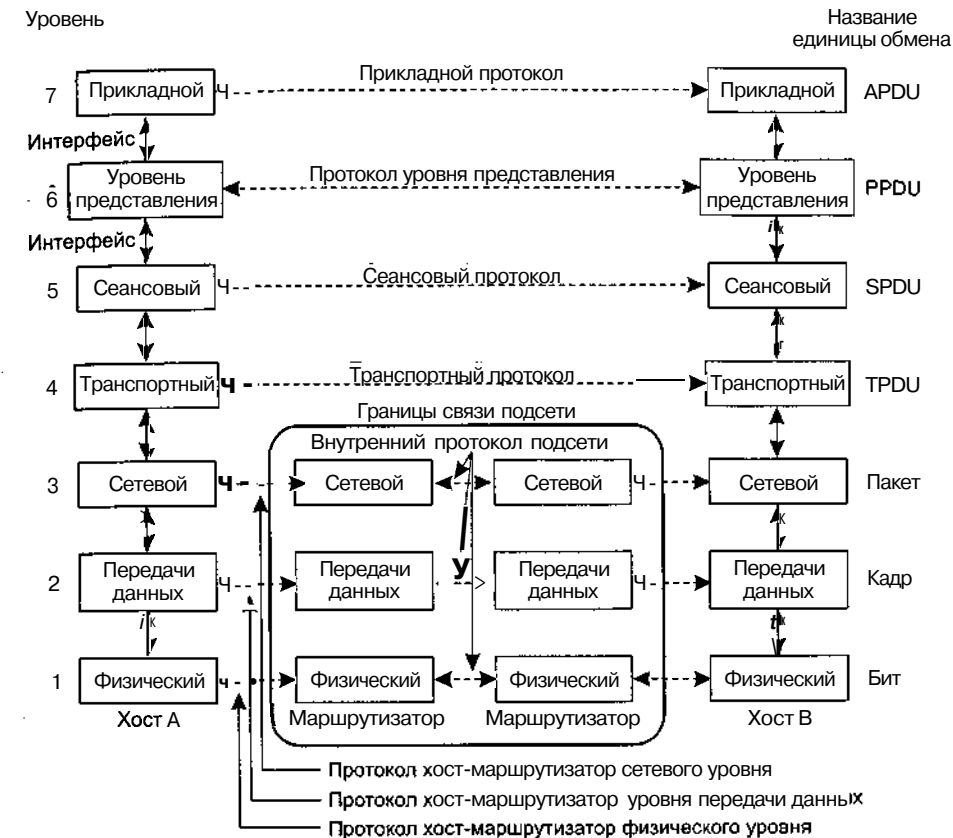 Уровень
Название
единицы обмена
7 Прикладной Прикладной протокол Прикладной APDU
Интерфейс
6 Уровень представления Протокол уровня представления Уровень представления PPDU
Интерфейс
5 Сеансовый Сеансовый протокол Сеансовый SPDU
4 Транспортный Транспортный протокол Транспортный TPDU
Границы связи подсети
Внутренний протокол подсети
3 Сетевой Сетевой Сетевой Сетевой Пакет
2 Передачи данных Передачи данных Передачи данных Передачи данных Кадр
1 Физический Физический Физический Физический Бит
Хост А Маршрутизатор Маршрутизатор Хост В
Протокол хост-маршрутизатор сетевого уровня
Протокол хост-маршрутизатор уровня передачи данных
Протокол хост-маршрутизатор физического уровня